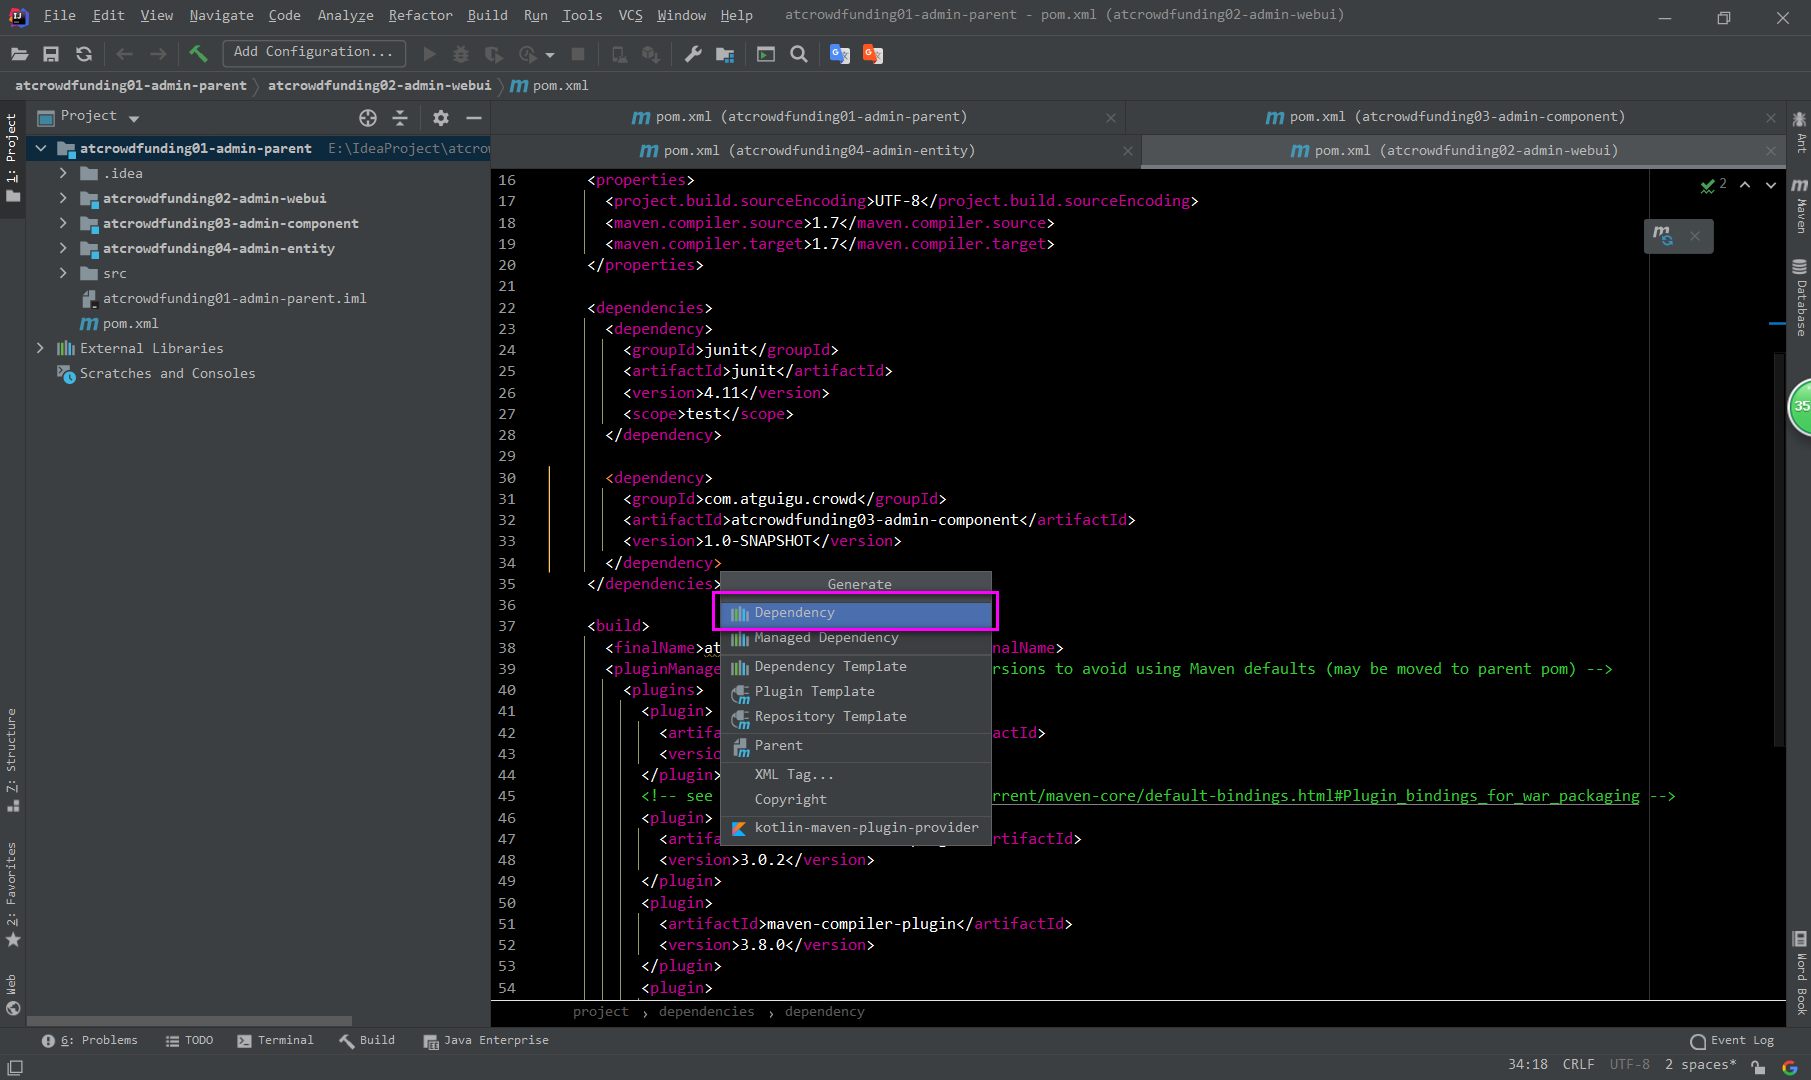 File Edit View Navigate Code Analyze Refactor Build Run Tools VCS Window Help atcrowdfunding01-admin-parent - pom.xml (atcrowdfunding02-admin-webui)
Add Configuration...
atcrowdfunding01-admin-parent atcrowdfunding02-admin-webui pom.xml
1: Project
Z: Structure
2: Favorites
Web
Project
atcrowdfunding01-admin-parent E:\IdeaProject\atcrow
.idea
atcrowdfunding02-admin-webui
atcrowdfunding03-admin-component
atcrowdfunding04-admin-entity
src
atcrowdfunding01-admin-parent.iml
pom.xml
External Libraries
Scratches and Consoles
pom.xml (atcrowdfunding01-admin-parent)
pom.xml (atcrowdfunding03-admin-component)
pom.xml (atcrowdfunding04-admin-entity)
pom.xml (atcrowdfunding02-admin-webui)
2
16 <properties>
17 <project.build.sourceEncoding>UTF-8</project.build.sourceEncoding>
18 <maven.compiler.source>1.7</maven.compiler.source>
19 <maven.compiler.target>1.7</maven.compiler.target>
20 </properties>
21
22 <dependencies>
23 <dependency>
24 <groupId>junit</groupId>
25 <artifactId>junit</artifactId>
26 <version>4.11</version>
27 <scope>test</scope>
28 </dependency>
29
30 <dependency>
31 <groupId>com.atguigu.crowd</groupId>
32 <artifactId>atcrowdfunding03-admin-component</artifactId>
33 <version>1.0-SNAPSHOT</version>
34 </dependency>
35 </dependencies>
36
37 <build>
38 <finalName>at nalName>
39 <pluginManage rsions to avoid using Maven defaults (may be moved to parent pom) -->
40 <plugins>
41 <plugin>
42 <artifa actId>
43 <versio
44 </plugin>
45 <!-- see rrent/maven-core/default-bindings.html#Plugin_bindings_for_war_packaging -->
46 <plugin>
47 <artifa artifactId>
48 <version>3.0.2</version>
49 </plugin>
50 <plugin>
51 <artifactId>maven-compiler-plugin</artifactId>
52 <version>3.8.0</version>
53 </plugin>
54 <plugin>
Generate
Dependency
Managed Dependency
Dependency Template
Plugin Template
Repository Template
Parent
XML Tag...
Copyright
kotlin-maven-plugin-provider
project › dependencies › dependency
Ant
Maven
Database
35
Word Book
6: Problems TODO Terminal Build Java Enterprise Event Log
34:18 CRLF UTF-8 2 spaces*